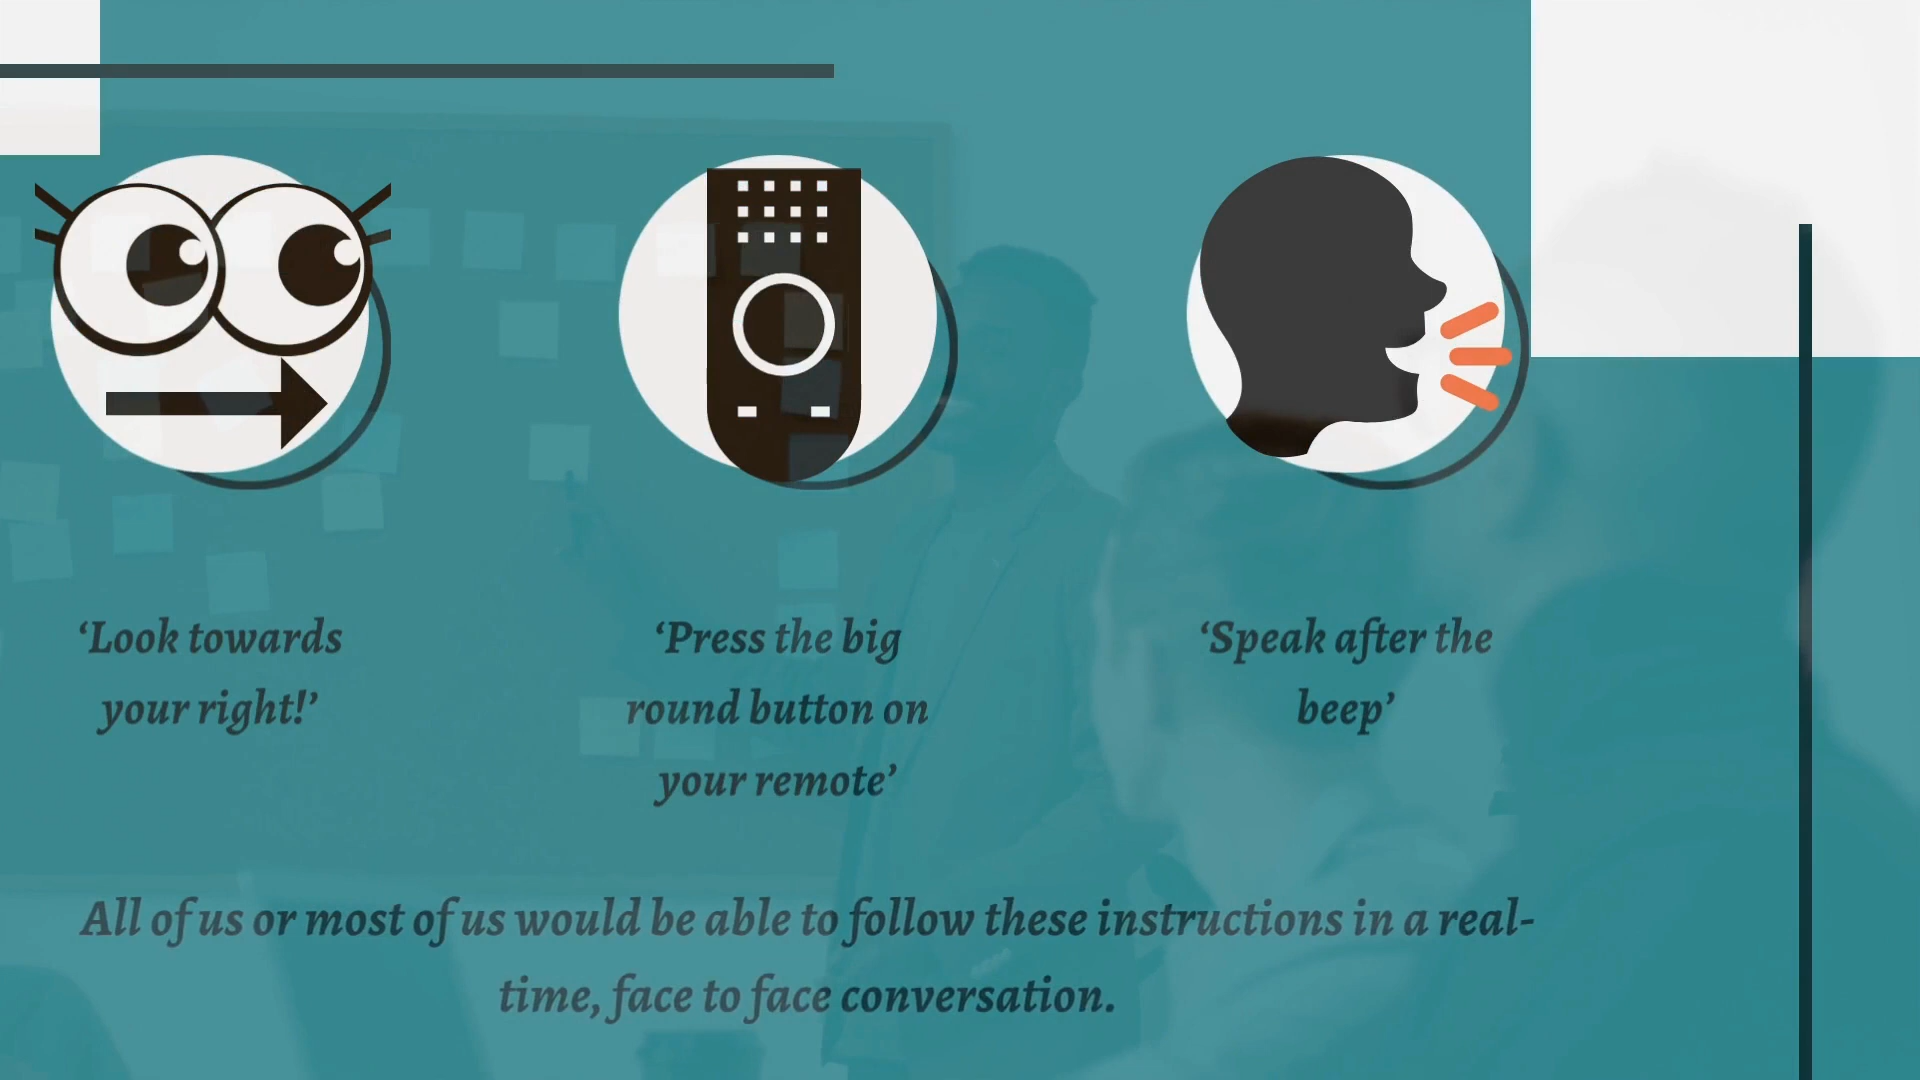 ‘Look towards
your right!’
‘Press the big
round button on
your remote’
‘Speak after the
beep’
All of us or most of us would be able to follow these instructions in a real-
time, face to face conversation.